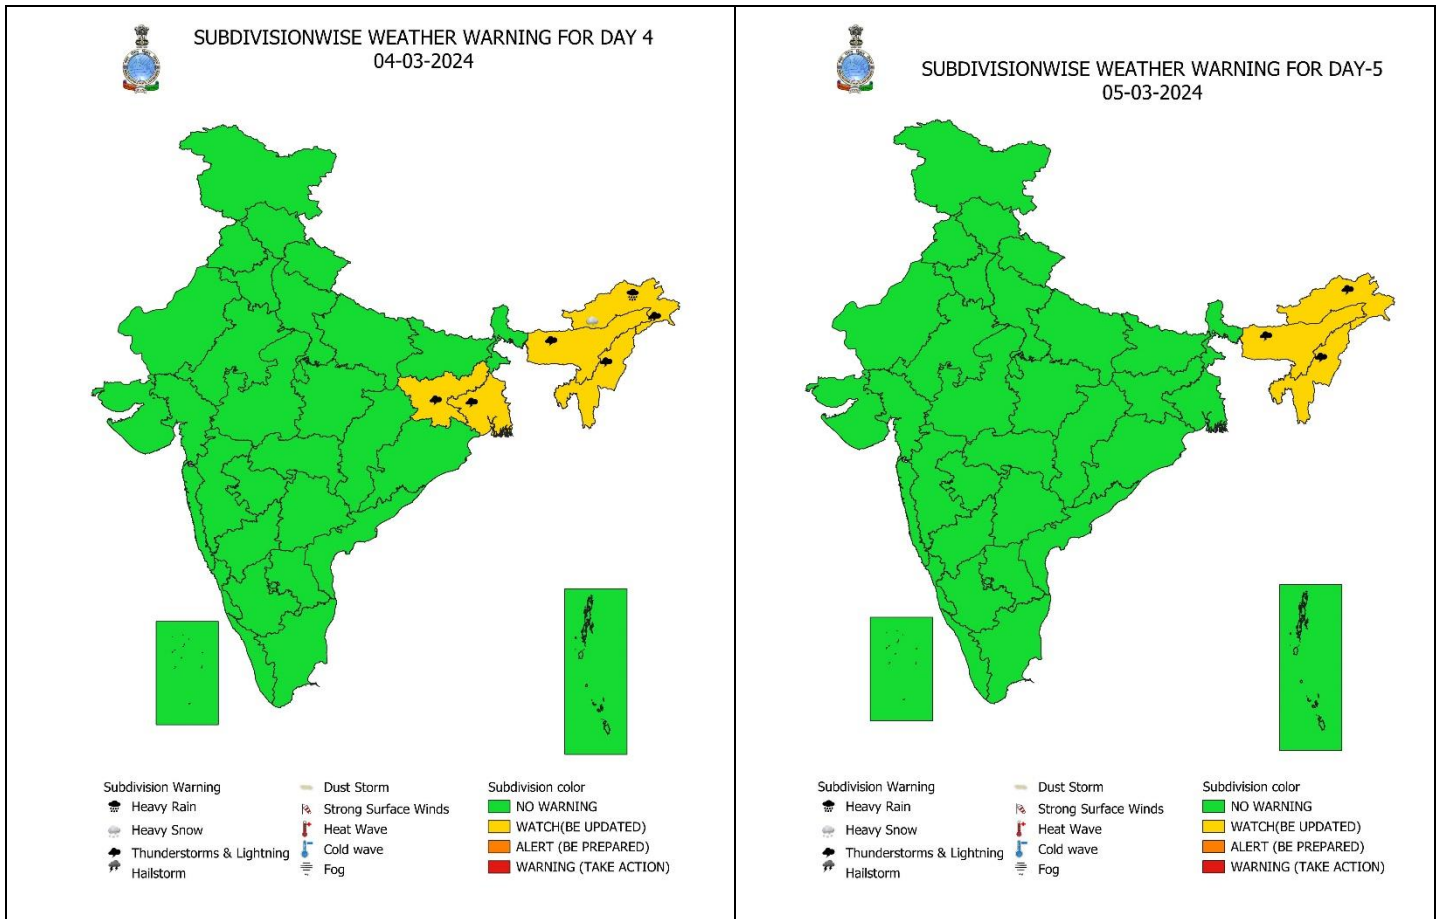 SUBDIVISIONWISE WEATHER WARNING FOR DAY 4
04-03-2024
Subdivision Warning
Heavy Rain
Heavy Snow
Thunderstorms & Lightning
Hailstorm
Dust Storm
Strong Surface Winds
Heat Wave
Cold wave
Fog
Subdivision color
NO WARNING
WATCH(BE UPDATED)
ALERT (BE PREPARED)
WARNING (TAKE ACTION)
SUBDIVISIONWISE WEATHER WARNING FOR DAY-5
05-03-2024
Subdivision Warning
Heavy Rain
Heavy Snow
Thunderstorms & Lightning
Hailstorm
Dust Storm
Strong Surface Winds
Heat Wave
Cold wave
Fog
Subdivision color
NO WARNING
WATCH(BE UPDATED)
ALERT (BE PREPARED)
WARNING (TAKE ACTION)